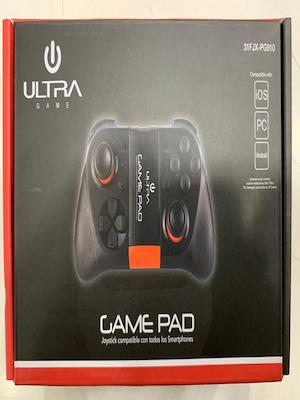 ULTRA
GAME
31FJX-PG910
Compatible with:
iOS
PC
Android
ULTRA
GAME PAD
GAME PAD
Joystick compatible con todos los Smartphones